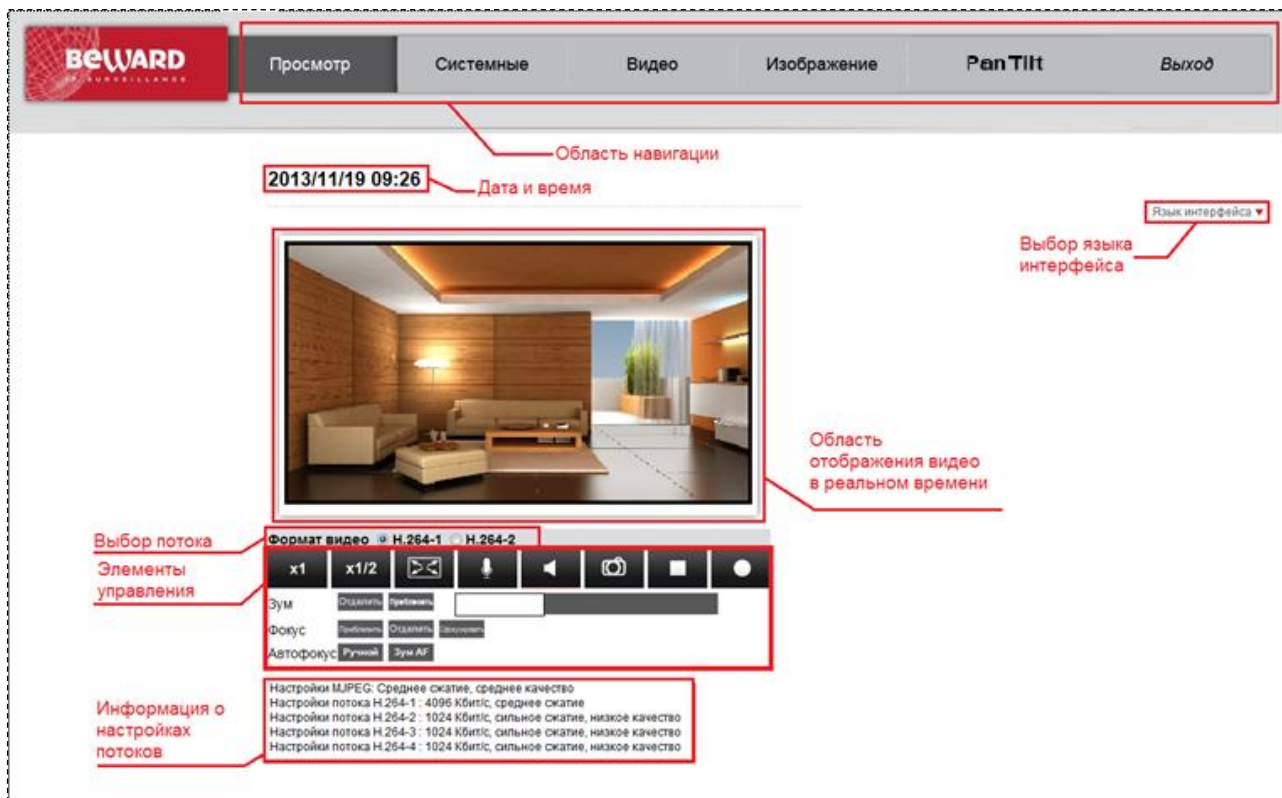 BEWARD
IP SURVEILLANCE
Просмотр
Системные
Видео
Изображение
Pan Tilt
Выход
Область навигации
2013/11/19 09:26
Дата и время
Язык интерфейса
Выбор языка
интерфейса
Область
отображения видео
в реальном времени
Выбор потока
Формат видео H.264-1 H.264-2
Элементы
управления
x1 x1/2
Зум Отдалить Приблизить
Фокус Приблизить Отдалить
Автофокус Ручной Зум AF
Информация о
настройках
потоков
Настройки MJPEG: Среднее сжатие, среднее качество
Настройки потока H.264-1 : 4096 Кбит/с, среднее сжатие
Настройки потока H.264-2 : 1024 Кбит/с, сильное сжатие, низкое качество
Настройки потока H.264-3 : 1024 Кбит/с, сильное сжатие, низкое качество
Настройки потока H.264-4 : 1024 Кбит/с, сильное сжатие, низкое качество